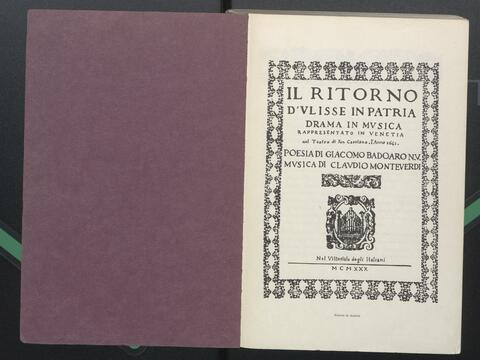 IL RITORNO
D'VLISSE IN PATRIA
DRAMA IN MVSICA
RAPPRESENTATO IN VENETIA
nel Teatro di San Cassiano, l'Anno 1641.
POESIA DI GIACOMO BADOARO N.V.
MVSICA DI CLAVDIO MONTEVERDI
Nel Vittoriale degli Italiani
MCMXXX